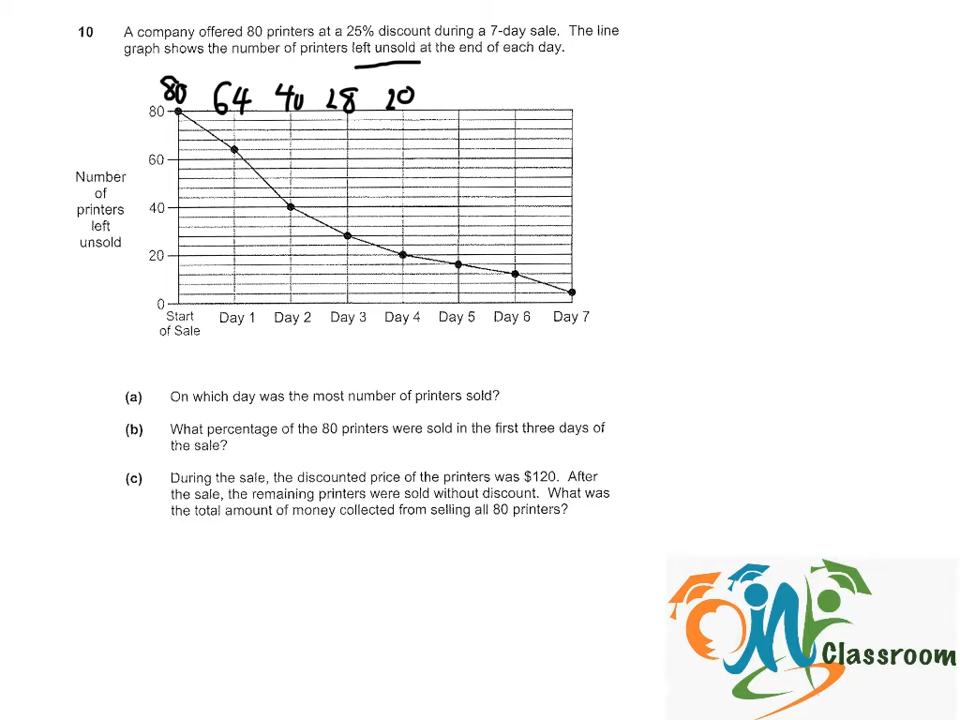 10 A company offered 80 printers at a 25% discount during a 7-day sale. The line
graph shows the number of printers left unsold at the end of each day.
80 64 40 28 20
80
60
40
20
0
Number
of
printers
left
unsold
Start
of Sale
Day 1 Day 2 Day 3 Day 4 Day 5 Day 6 Day 7
(a) On which day was the most number of printers sold?
(b) What percentage of the 80 printers were sold in the first three days of
the sale?
(c) During the sale, the discounted price of the printers was $120. After
the sale, the remaining printers were sold without discount. What was
the total amount of money collected from selling all 80 printers?
Classroom